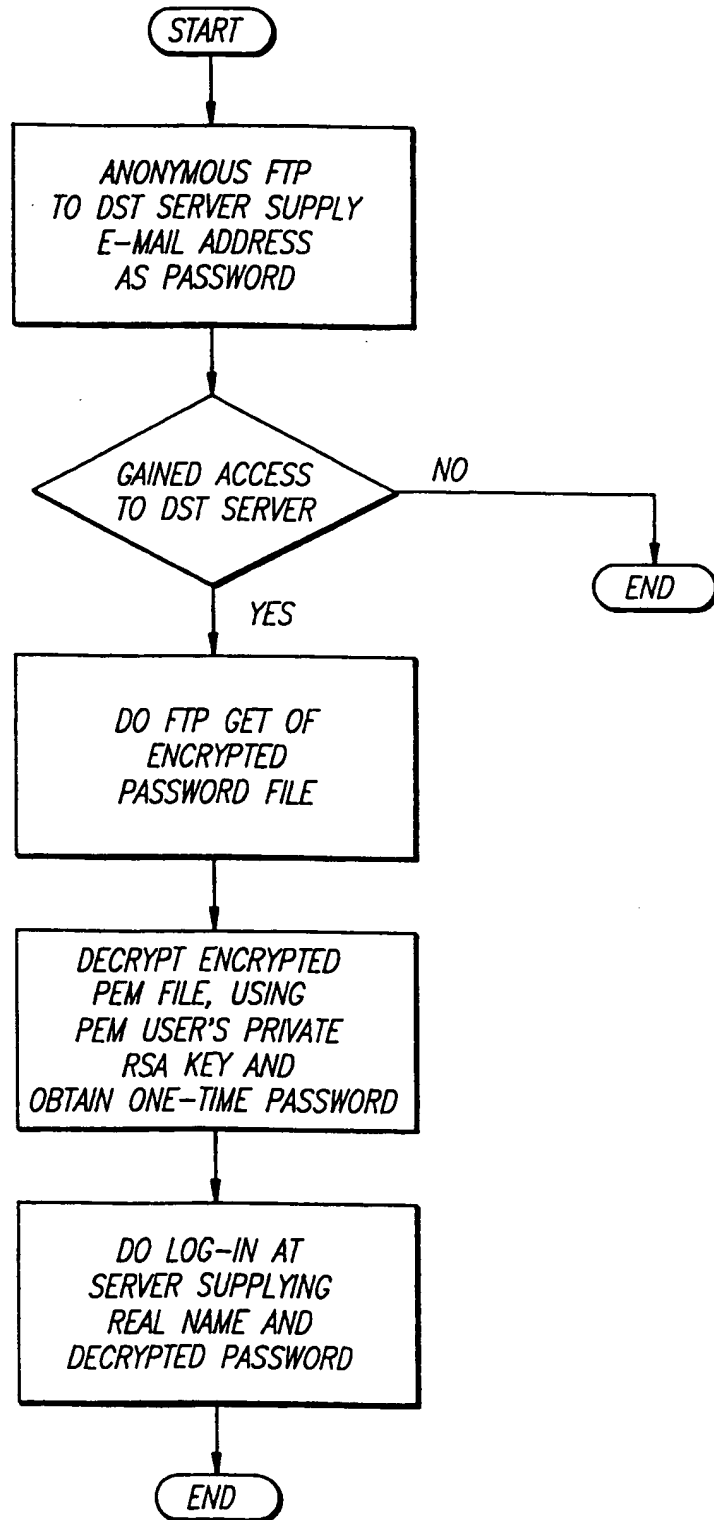 START
ANONYMOUS FTP
TO DST SERVER SUPPLY
E-MAIL ADDRESS
AS PASSWORD
GAINED ACCESS
TO DST SERVER
NO
END
YES
DO FTP GET OF
ENCRYPTED
PASSWORD FILE
DECRYPT ENCRYPTED
PEM FILE, USING
PEM USER'S PRIVATE
RSA KEY AND
OBTAIN ONE-TIME PASSWORD
DO LOG-IN AT
SERVER SUPPLYING
REAL NAME AND
DECRYPTED PASSWORD
END